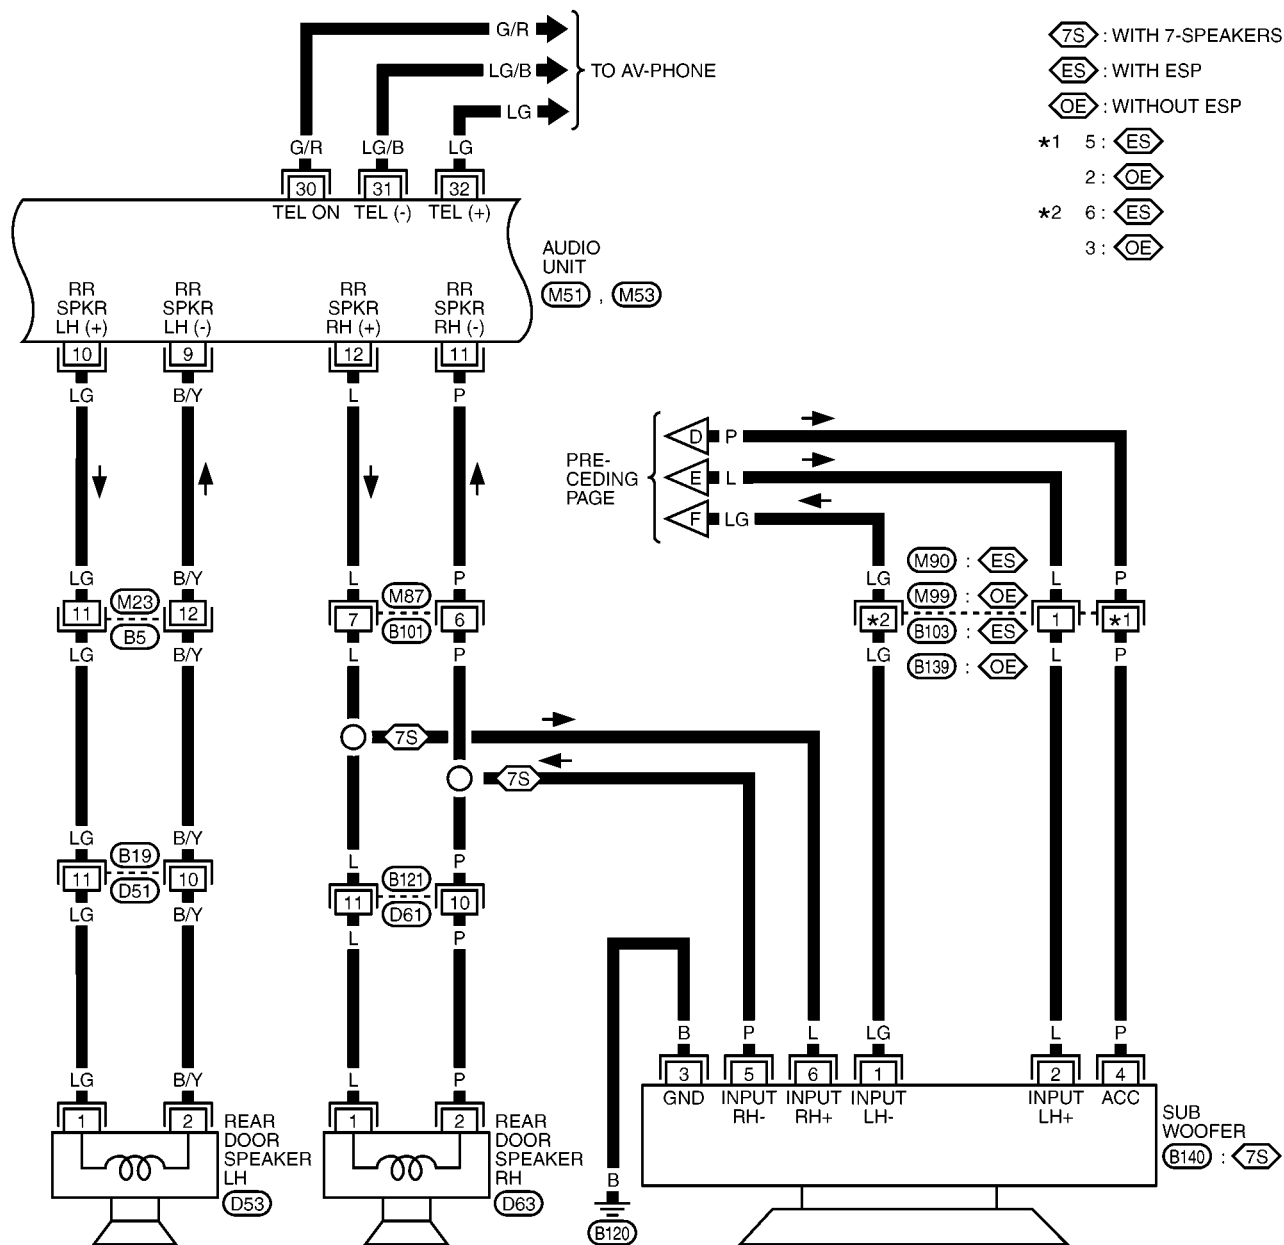 G/R
LG/B
LG
TO AV-PHONE
7S : WITH 7-SPEAKERS
ES : WITH ESP
OE : WITHOUT ESP
*1 5 : ES
2 : OE
*2 6 : ES
3 : OE
G/R LG/B LG
30 31 32
TEL ON TEL (-) TEL (+)
AUDIO
UNIT
M51 , M53
RR
SPKR
LH (+)
RR
SPKR
LH (-)
RR
SPKR
RH (+)
RR
SPKR
RH (-)
10 9 12 11
LG B/Y L P
PRE-
CEDING
PAGE
D P
E L
F LG
LG B/Y L P
11 M23 12
B5
LG B/Y
7 M87 6
B101
L P
M90 : ES
M99 : OE
B103 : ES
B139 : OE
LG L P
*2 1 *1
LG L P
7S
7S
LG B/Y
11 B19 10
D51
LG B/Y
L P
11 B121 10
D61
L P
LG B/Y L P
1 2
REAR
DOOR
SPEAKER
LH
D53
1 2
REAR
DOOR
SPEAKER
RH
D63
B P L LG L P
3 5 6 1 2 4
GND
INPUT
RH-
INPUT
RH+
INPUT
LH-
INPUT
LH+
ACC
SUB
WOOFER
B140 : 7S
B
B120